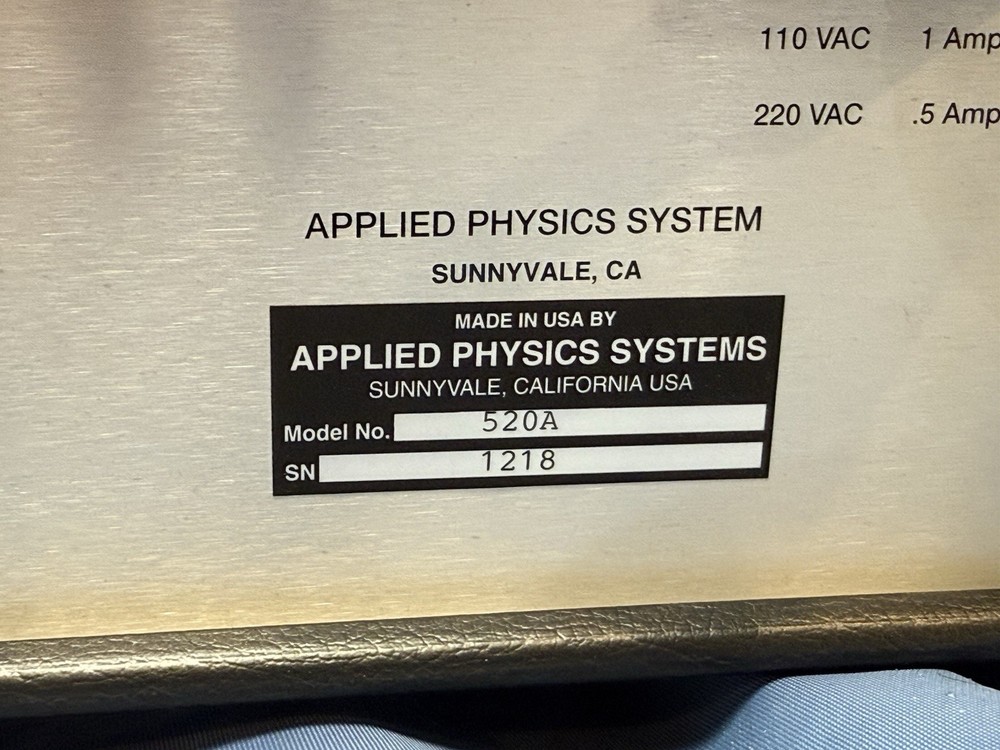 110 VAC 1 Amp
220 VAC .5 Amp
APPLIED PHYSICS SYSTEM
SUNNYVALE, CA
MADE IN USA BY
APPLIED PHYSICS SYSTEMS
SUNNYVALE, CALIFORNIA USA
Model No. 520A
SN 1218